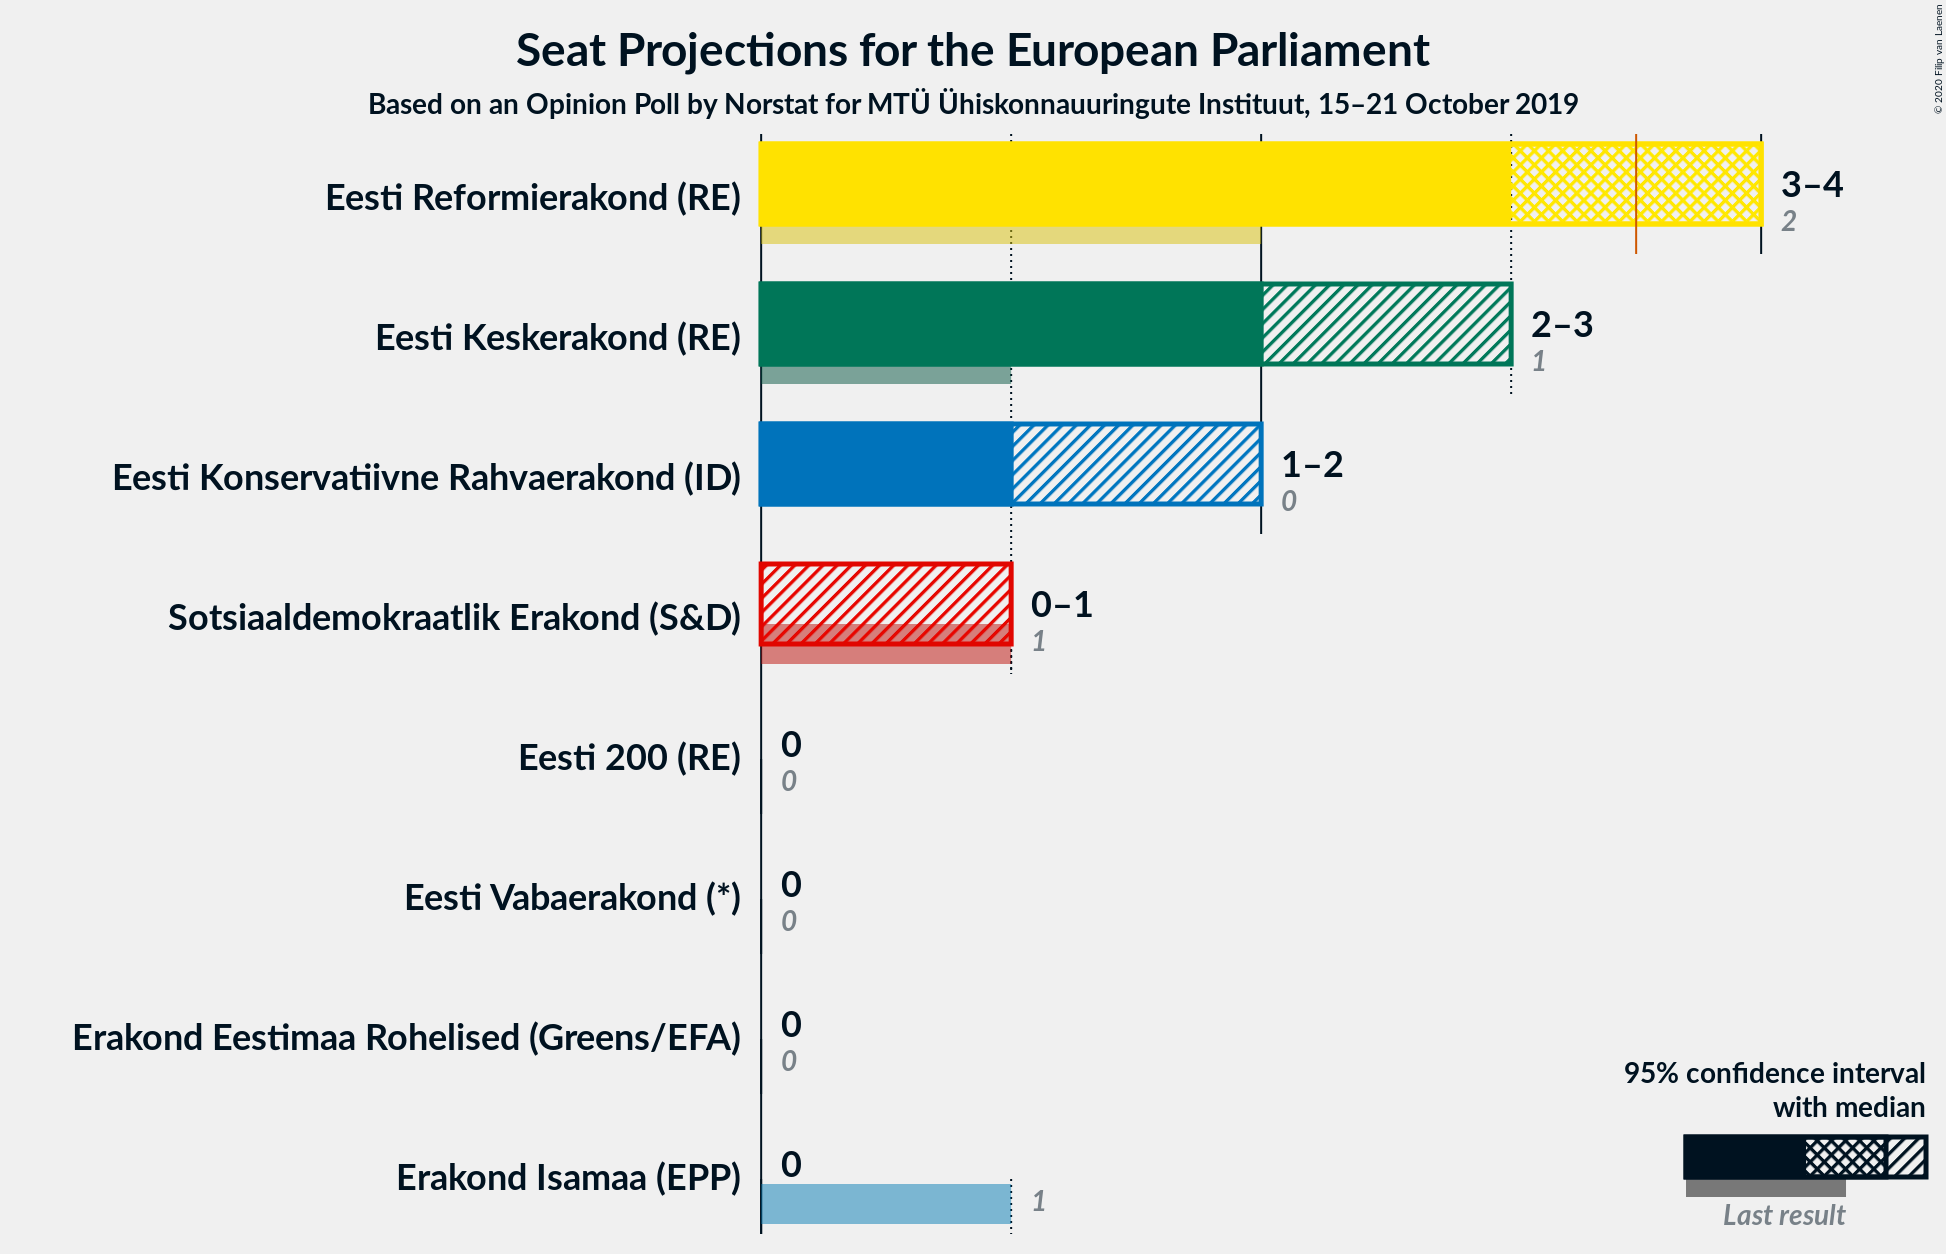 Seat Projections for the European Parliament
Based on an Opinion Poll by Norstat for MTÜ Ühiskonnauuringute Instituut, 15–21 October 2019
© 2020 Filip van Laenen
Eesti Reformierakond (RE)
3–4
2
Eesti Keskerakond (RE)
2–3
1
Eesti Konservatiivne Rahvaerakond (ID)
1–2
0
Sotsiaaldemokraatlik Erakond (S&D)
0–1
1
Eesti 200 (RE)
0
0
Eesti Vabaerakond (*)
0
0
Erakond Eestimaa Rohelised (Greens/EFA)
0
0
Erakond Isamaa (EPP)
0
1
95% confidence interval
with median
Last result